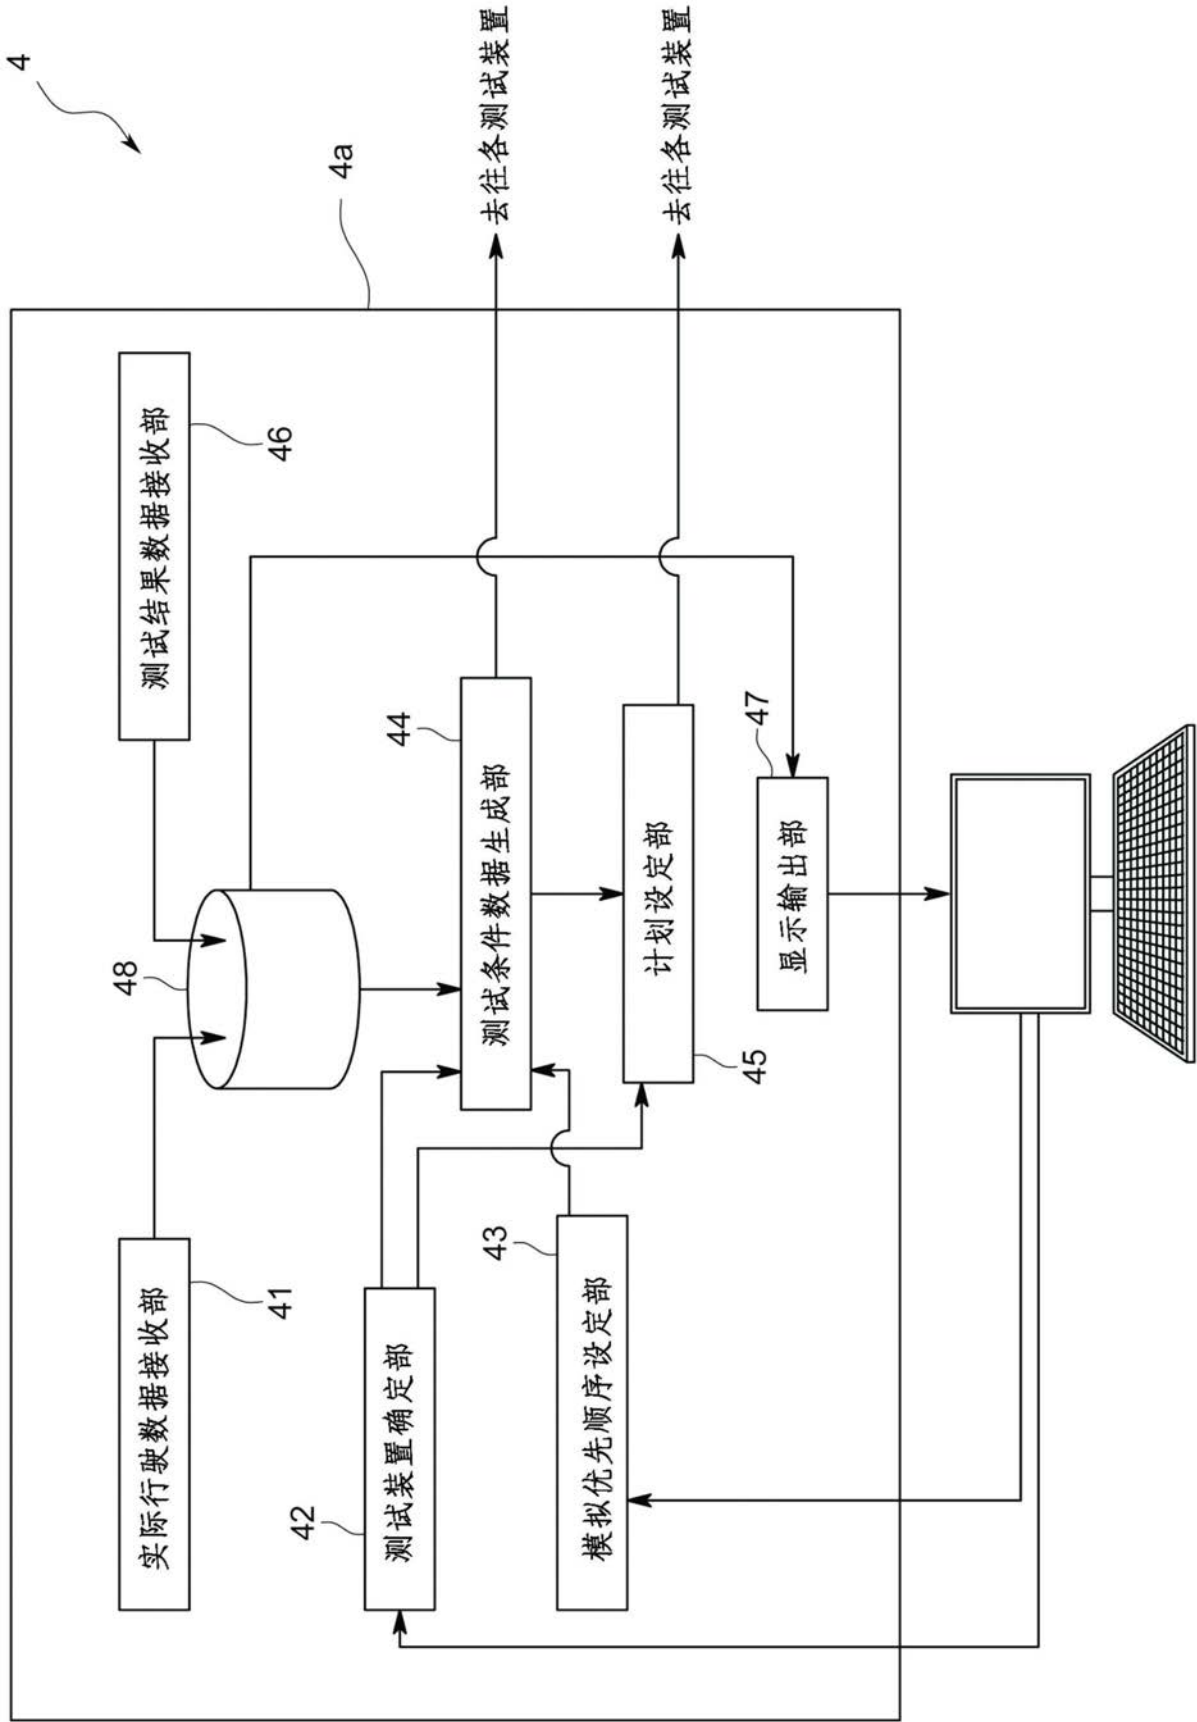 4
4a
实际行驶数据接收部
41
48
测试结果数据接收部
46
测试装置确定部
42
测试条件数据生成部
44
去往各测试装置
模拟优先顺序设定部
43
计划设定部
45
去往各测试装置
显示输出部
47